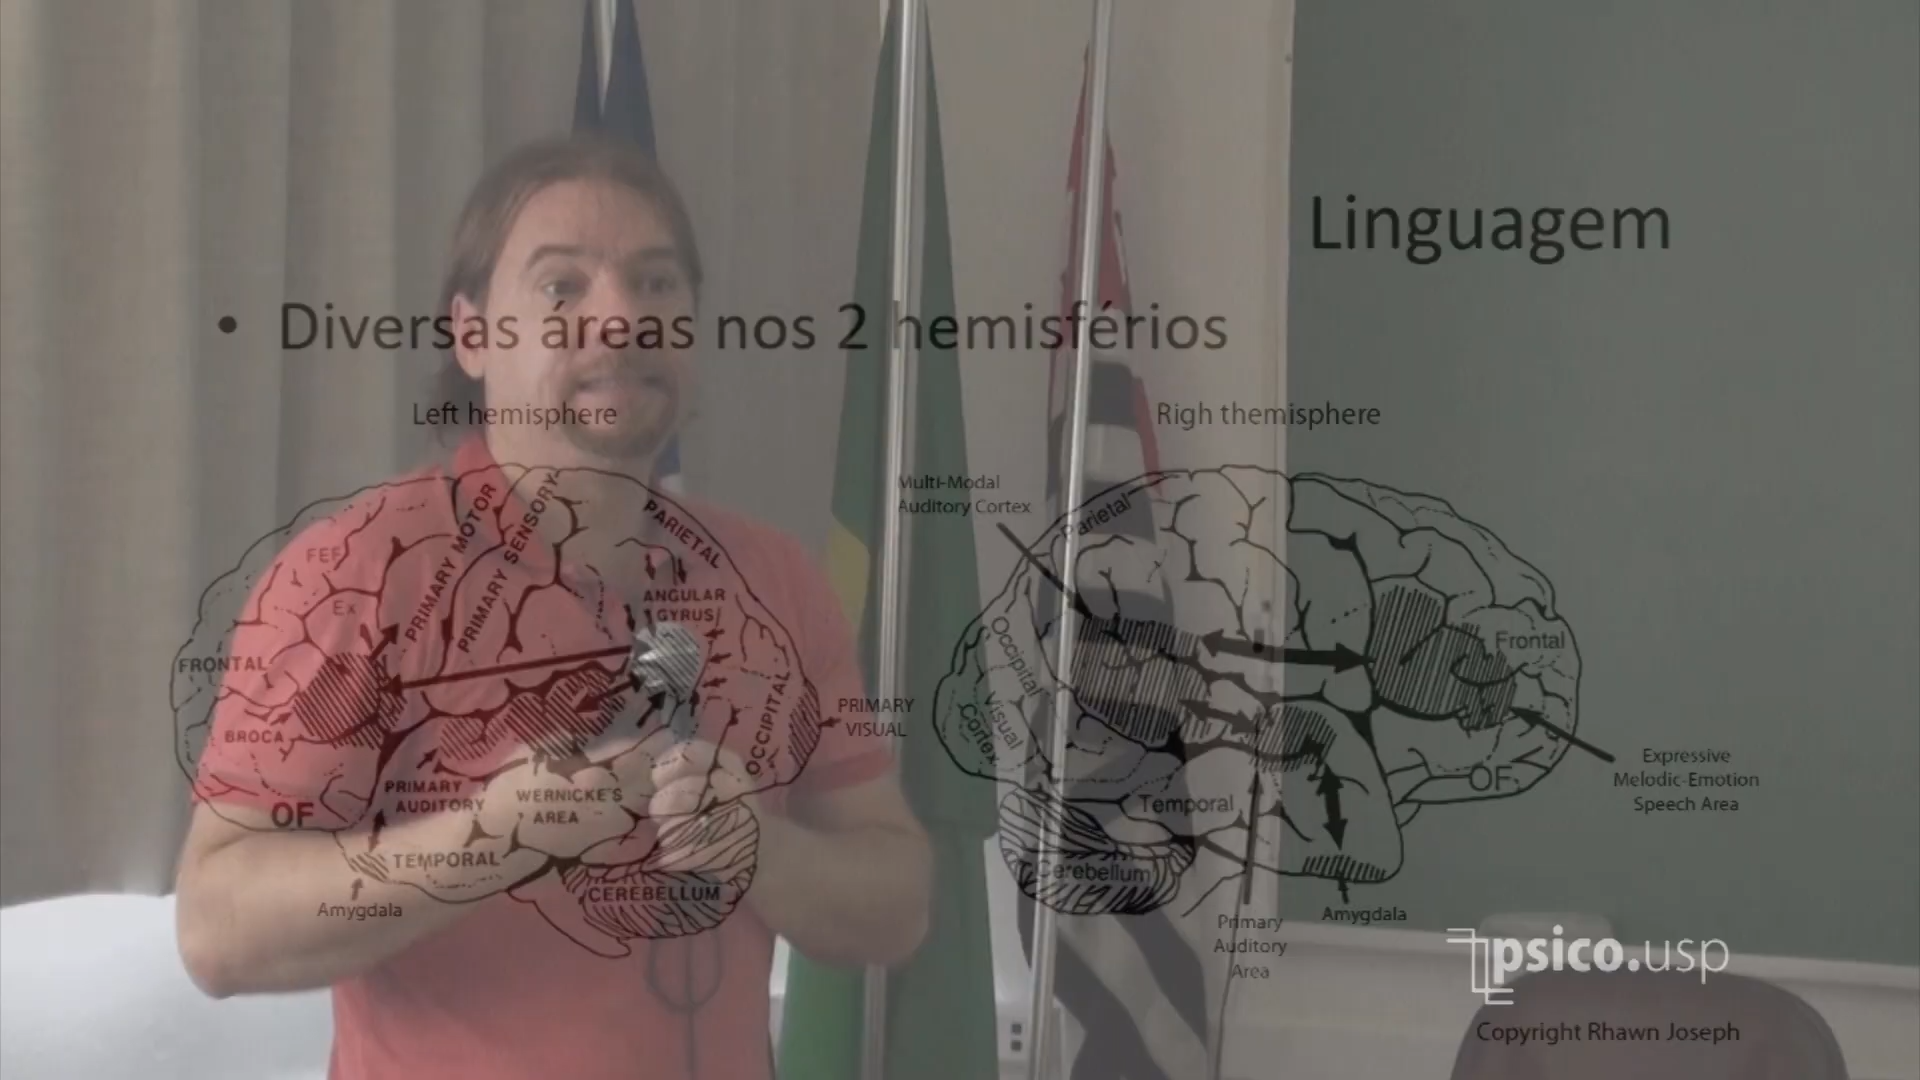 Linguagem
• Diversas áreas nos 2 hemisférios
Left hemisphere
Righ themisphere
FEF
Ex
PRIMARY MOTOR
PRIMARY SENSORY
PARIETAL
ANGULAR
GYRUS
FRONTAL
BROCA
OF
PRIMARY
AUDITORY
WERNICKE'S
AREA
TEMPORAL
Amygdala
CEREBELLUM
OCCIPITAL
PRIMARY
VISUAL
Multi-Modal
Auditory Cortex
Parietal
Occipital
Visual
Cortex
Frontal
OF
Expressive
Melodic-Emotion
Speech Area
Temporal
Cerebellum
Primary
Auditory
Area
Amygdala
psico.usp
Copyright Rhawn Joseph